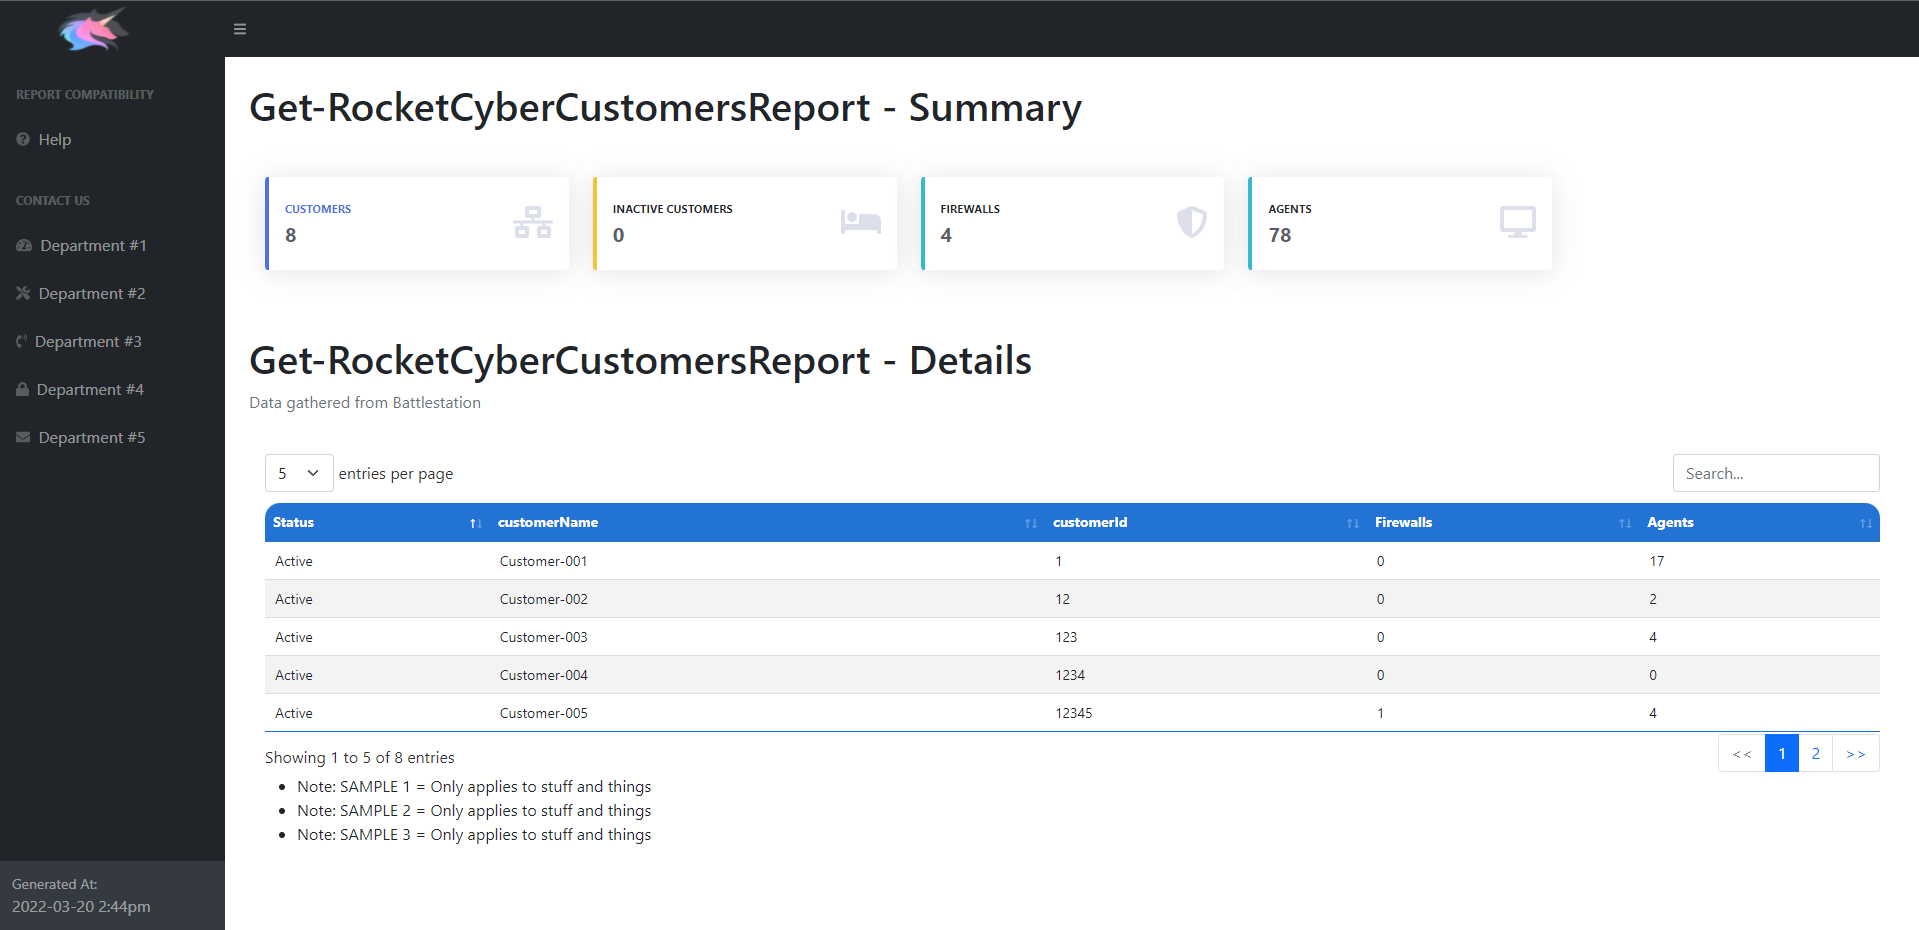 REPORT COMPATIBILITY
Help
CONTACT US
Department #1
Department #2
Department #3
Department #4
Department #5
Generated At:
2022-03-20 2:44pm
Get-RocketCyberCustomersReport - Summary
CUSTOMERS
8
INACTIVE CUSTOMERS
0
FIREWALLS
4
AGENTS
78
Get-RocketCyberCustomersReport - Details
Data gathered from Battlestation
5 entries per page
Search...
Status customerName customerId Firewalls Agents
Active Customer-001 1 0 17
Active Customer-002 12 0 2
Active Customer-003 123 0 4
Active Customer-004 1234 0 0
Active Customer-005 12345 1 4
Showing 1 to 5 of 8 entries
<< 1 2 >>
Note: SAMPLE 1 = Only applies to stuff and things
Note: SAMPLE 2 = Only applies to stuff and things
Note: SAMPLE 3 = Only applies to stuff and things